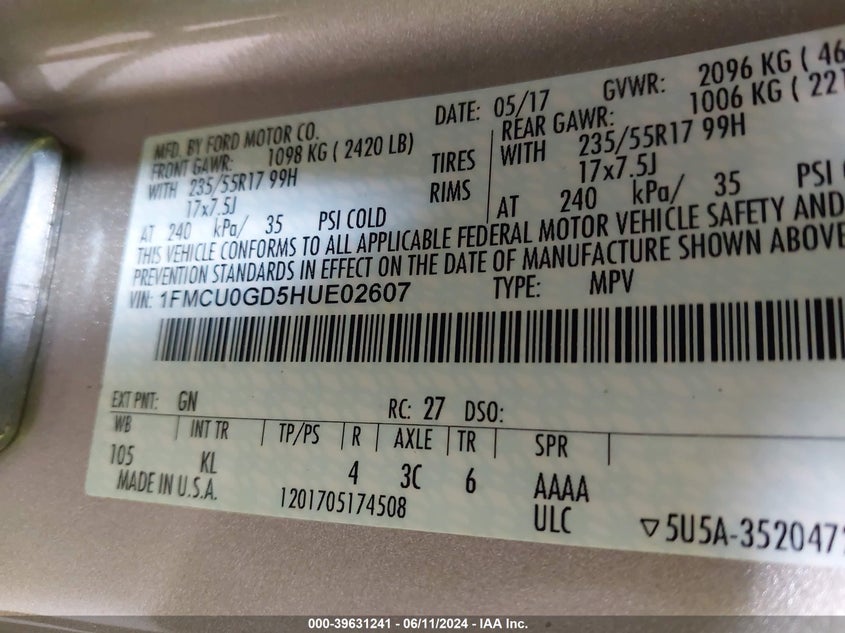 MFD. BY FORD MOTOR CO. DATE: 05/17 GVWR: 2096 KG ( 46
FRONT GAWR: 1098 KG ( 2420 LB) REAR GAWR: 1006 KG ( 221
WITH 235/55R17 99H TIRES WITH 235/55R17 99H
17x7.5J RIMS 17x7.5J
AT 240 kPa/ 35 PSI COLD AT 240 kPa/ 35 PSI
THIS VEHICLE CONFORMS TO ALL APPLICABLE FEDERAL MOTOR VEHICLE SAFETY AND
PREVENTION STANDARDS IN EFFECT ON THE DATE OF MANUFACTURE SHOWN ABOVE
VIN: 1FMCU0GD5HUE02607 TYPE: MPV
EXT PNT: GN RC: 27 DSO:
WB INT TR TP/PS R AXLE TR SPR
105 KL 4 3C 6 AAAA
MADE IN U.S.A. 1201705174508 ULC ▽5U5A-3520472
000-39631241 - 06/11/2024 - IAA Inc.